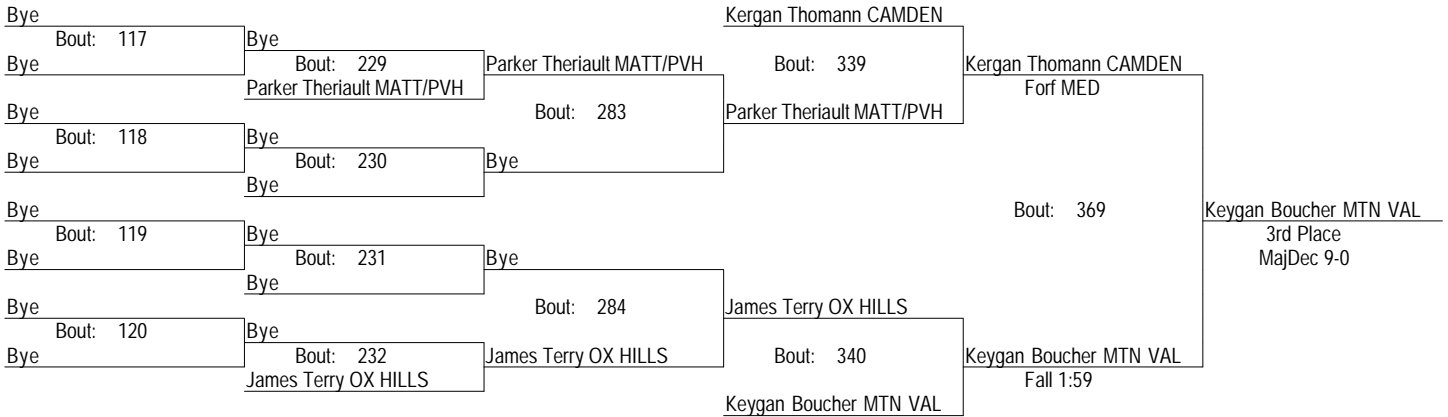 Bye
Bout: 117
Bye
Bye
Bout: 118
Bye
Bye
Bout: 119
Bye
Bye
Bout: 120
Bye
Bye
Bout: 229
Parker Theriault MATT/PVH
Bye
Bout: 230
Bye
Bye
Bout: 231
Bye
Bye
Bout: 232
James Terry OX HILLS
Parker Theriault MATT/PVH
Bout: 283
Bye
Bye
Bout: 284
James Terry OX HILLS
Kergan Thomann CAMDEN
Bout: 339
Parker Theriault MATT/PVH
James Terry OX HILLS
Bout: 340
Keygan Boucher MTN VAL
Kergan Thomann CAMDEN
Forf MED
Bout: 369
Keygan Boucher MTN VAL
Fall 1:59
Keygan Boucher MTN VAL
3rd Place
MajDec 9-0